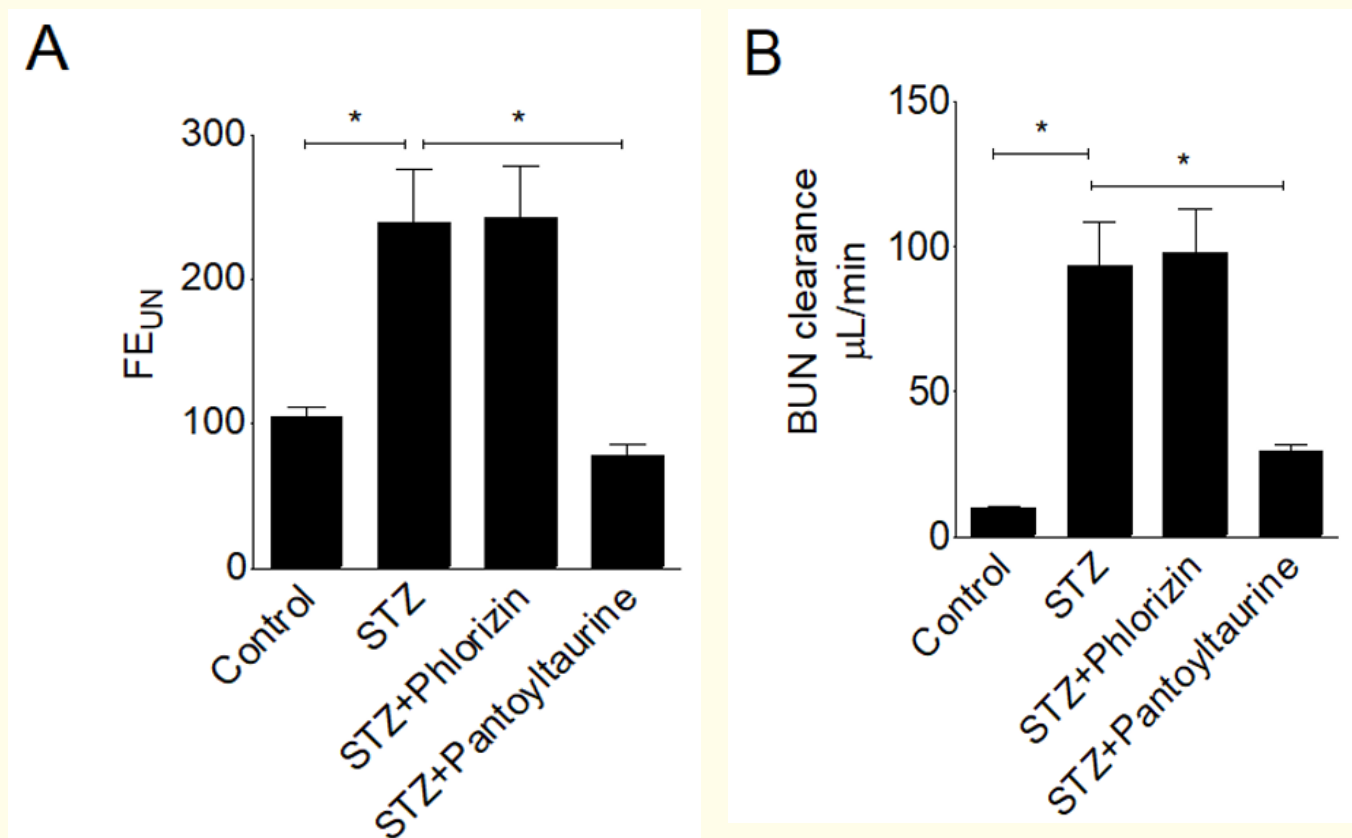 A
FE_UN
300
200
100
0
*
*
Control
STZ
STZ+Phlorizin
STZ+Pantoyltaurine
B
BUN clearance
μL/min
150
100
50
0
*
*
Control
STZ
STZ+Phlorizin
STZ+Pantoyltaurine